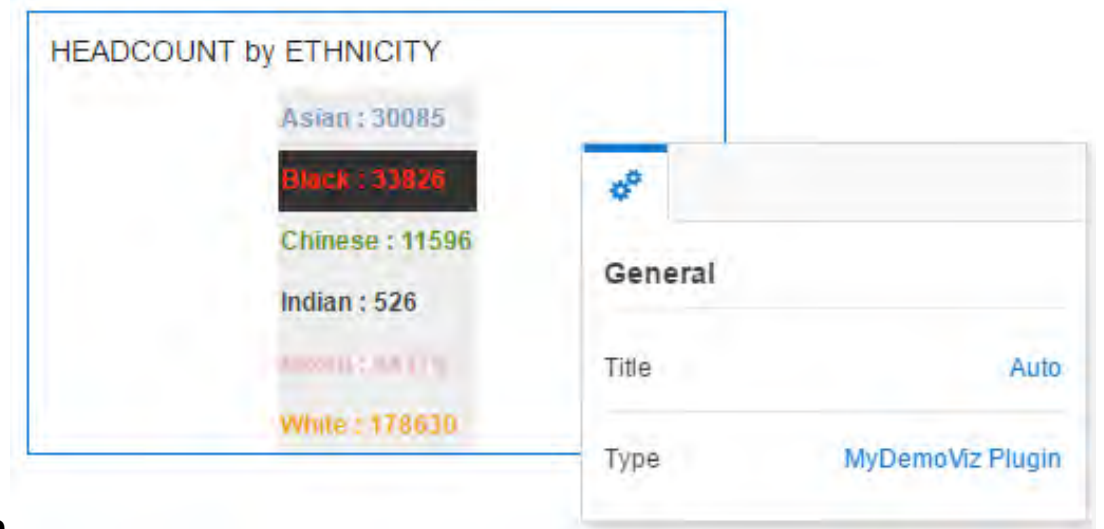 HEADCOUNT by ETHNICITY
Asian : 30085
Black : 33826
Chinese : 11596
Indian : 526
White : 178630
General
Title Auto
Type MyDemoViz Plugin